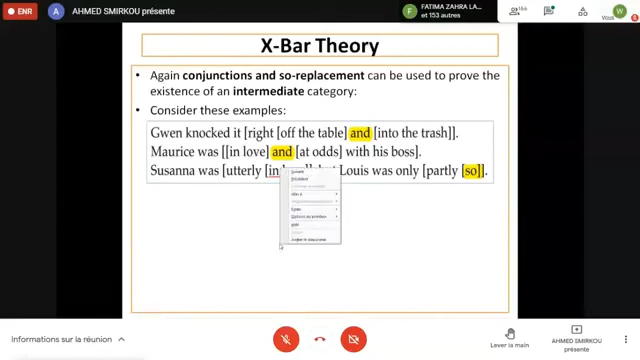 ENR
A
AHMED SMIRKOU présente
F
FATIMA ZAHRA LA...
et 153 autres
W
Vous
X-Bar Theory
• Again conjunctions and so-replacement can be used to prove the
existence of an intermediate category:
• Consider these examples:
Gwen knocked it [right [off the table] and [into the trash]].
Maurice was [[in love] and [at odds] with his boss].
Susanna was [utterly [in Louis was only [partly [so]].
Informations sur la réunion
Lever la main
AHMED SMIRKOU
présente